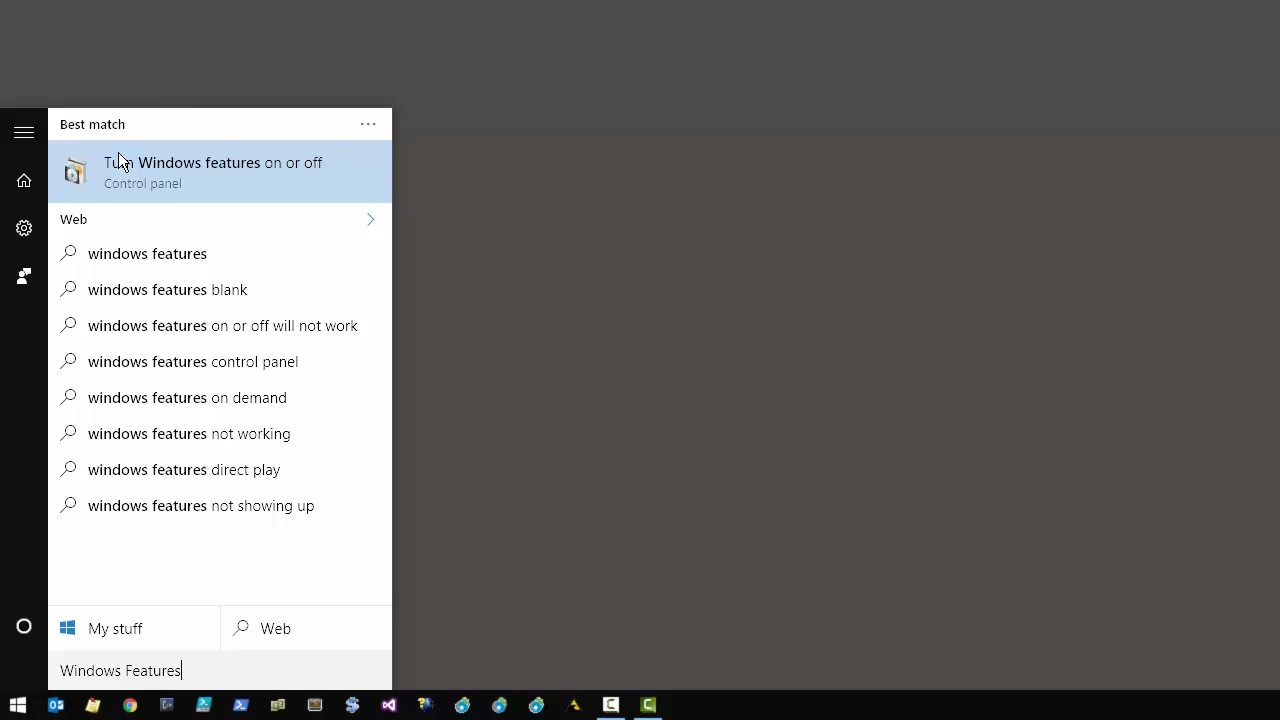 Best match
Turn Windows features on or off
Control panel
Web
windows features
windows features blank
windows features on or off will not work
windows features control panel
windows features on demand
windows features not working
windows features direct play
windows features not showing up
My stuff
Web
Windows Features